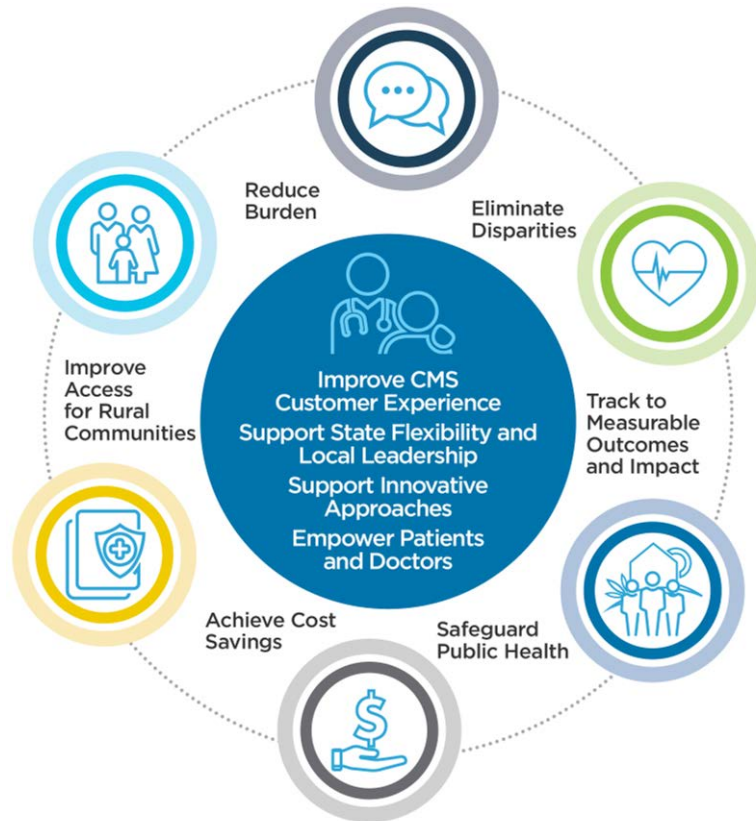 Reduce
Burden
Eliminate
Disparities
Improve CMS
Customer Experience
Support State Flexibility and
Local Leadership
Support Innovative
Approaches
Empower Patients
and Doctors
Improve
Access
for Rural
Communities
Track to
Measurable
Outcomes
and Impact
Achieve Cost
Savings
Safeguard
Public Health
$